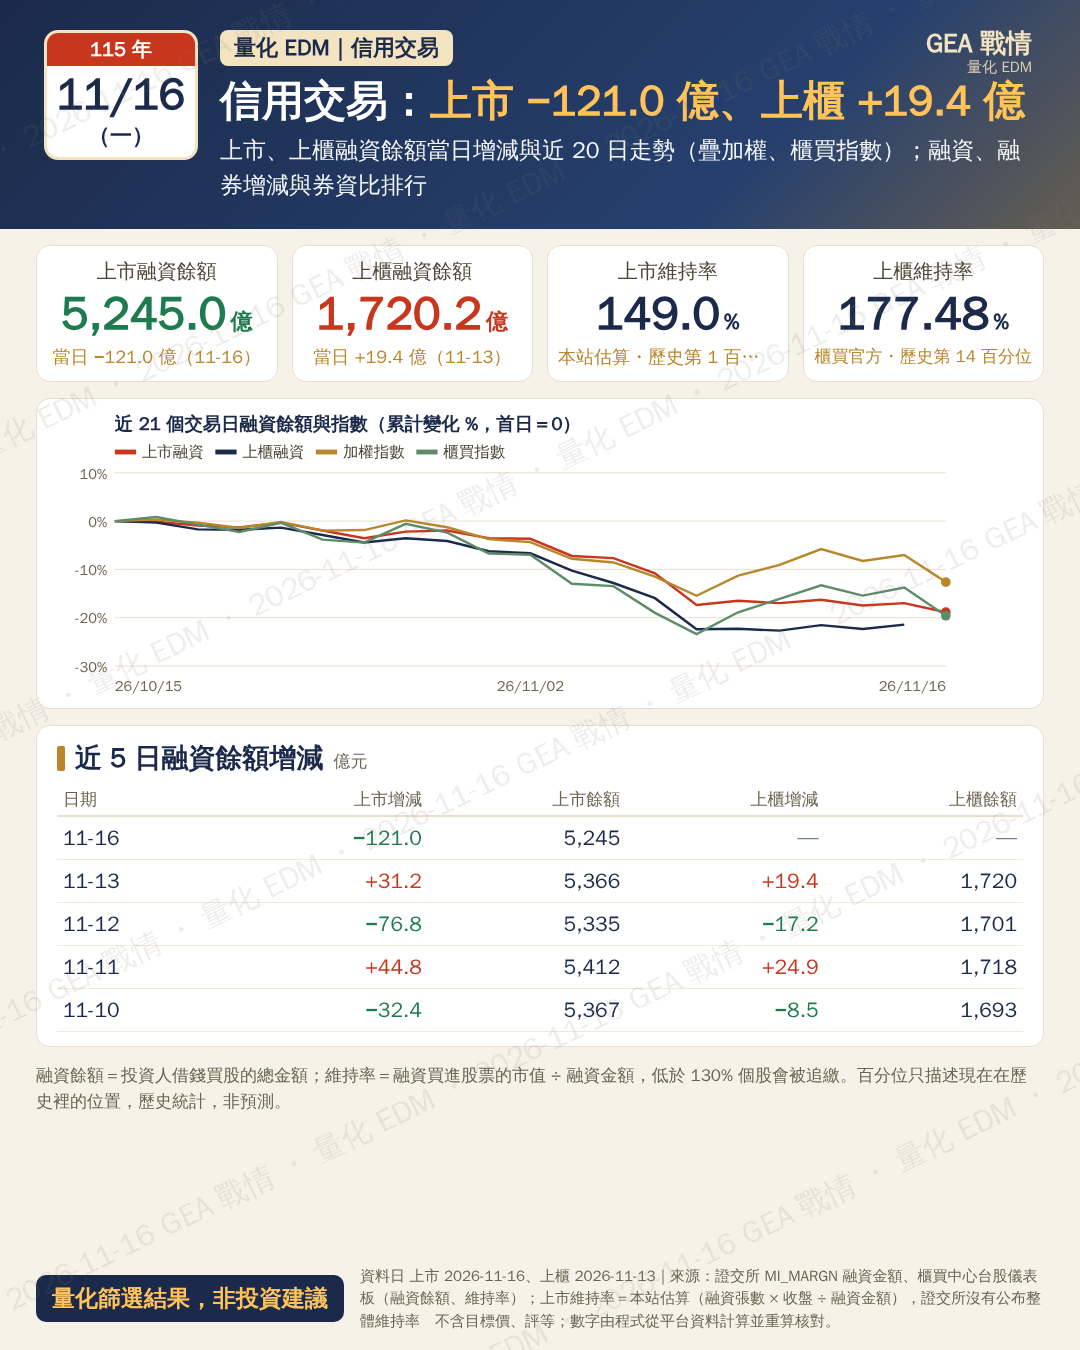 115 年
11/16
（一）
量化 EDM｜信用交易
GEA 戰情
量化 EDM
信用交易：上市 −121.0 億、上櫃 +19.4 億
上市、上櫃融資餘額當日增減與近 20 日走勢（疊加權、櫃買指數）；融資、融
券增減與券資比排行
上市融資餘額
5,245.0 億
當日 −121.0 億（11-16）
上櫃融資餘額
1,720.2 億
當日 +19.4 億（11-13）
上市維持率
149.0 %
本站估算・歷史第 1 百…
上櫃維持率
177.48 %
櫃買官方・歷史第 14 百分位
近 21 個交易日融資餘額與指數（累計變化 %，首日＝0）
上市融資 上櫃融資 加權指數 櫃買指數
10%
0%
-10%
-20%
-30%
26/10/15 26/11/02 26/11/16
近 5 日融資餘額增減 億元
日期 上市增減 上市餘額 上櫃增減 上櫃餘額
11-16 −121.0 5,245 — —
11-13 +31.2 5,366 +19.4 1,720
11-12 −76.8 5,335 −17.2 1,701
11-11 +44.8 5,412 +24.9 1,718
11-10 −32.4 5,367 −8.5 1,693
融資餘額＝投資人借錢買股的總金額；維持率＝融資買進股票的市值 ÷ 融資金額，低於 130% 個股會被追繳。百分位只描述現在在歷
史裡的位置，歷史統計，非預測。
量化篩選結果，非投資建議
資料日 上市 2026-11-16、上櫃 2026-11-13｜來源：證交所 MI_MARGN 融資金額、櫃買中心台股儀表
板（融資餘額、維持率）；上市維持率＝本站估算（融資張數 × 收盤 ÷ 融資金額），證交所沒有公布整
體維持率　不含目標價、評等；數字由程式從平台資料計算並重算核對。
2026-11-16 GEA 戰情 ・ 量化 EDM ・ 2026-11-16 GEA 戰情 ・ 量化 EDM